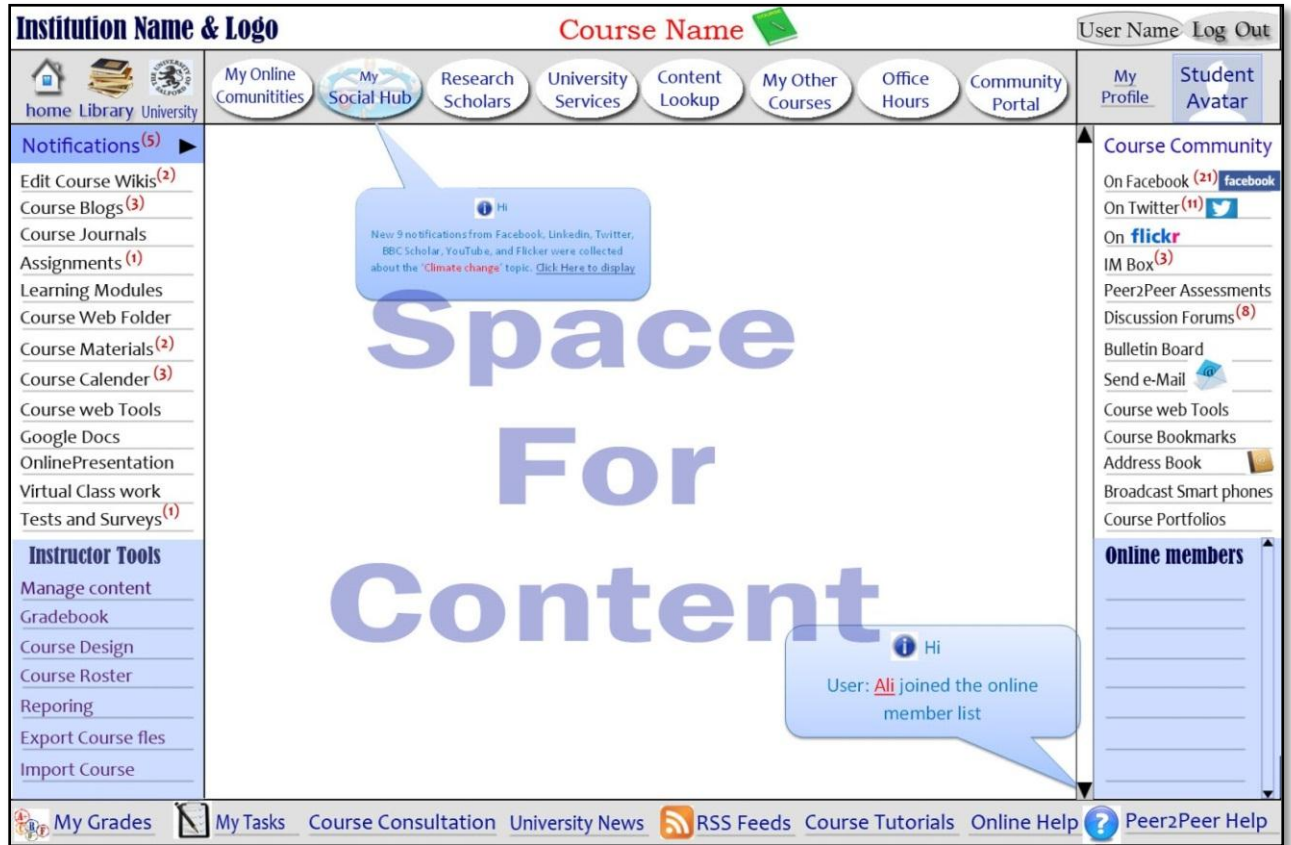 Institution Name & Logo
Course Name
User Name
Log Out
home
Library
University
My Online
Comunitities
My
Social Hub
Research
Scholars
University
Services
Content
Lookup
My Other
Courses
Office
Hours
Community
Portal
My
Profile
Student
Avatar
Notifications(5)
Edit Course Wikis(2)
Course Blogs(3)
Course Journals
Assignments (1)
Learning Modules
Course Web Folder
Course Materials(2)
Course Calender (3)
Course web Tools
Google Docs
OnlinePresentation
Virtual Class work
Tests and Surveys(1)
Instructor Tools
Manage content
Gradebook
Course Design
Course Roster
Reporting
Export Course fles
Import Course
Hi
New 9 notifications from Facebook, Linkedin, Twitter,
BBC Scholar, YouTube, and Flicker were collected
about the 'Climate change' topic. Click Here to display
Space
For
Content
Hi
User: Ali joined the online
member list
Course Community
On Facebook (21) facebook
On Twitter(11)
On flickr
IM Box(3)
Peer2Peer Assessments
Discussion Forums(8)
Bulletin Board
Send e-Mail
Course web Tools
Course Bookmarks
Address Book
Broadcast Smart phones
Course Portfolios
Online members
My Grades
My Tasks
Course Consultation
University News
RSS Feeds
Course Tutorials
Online Help
Peer2Peer Help